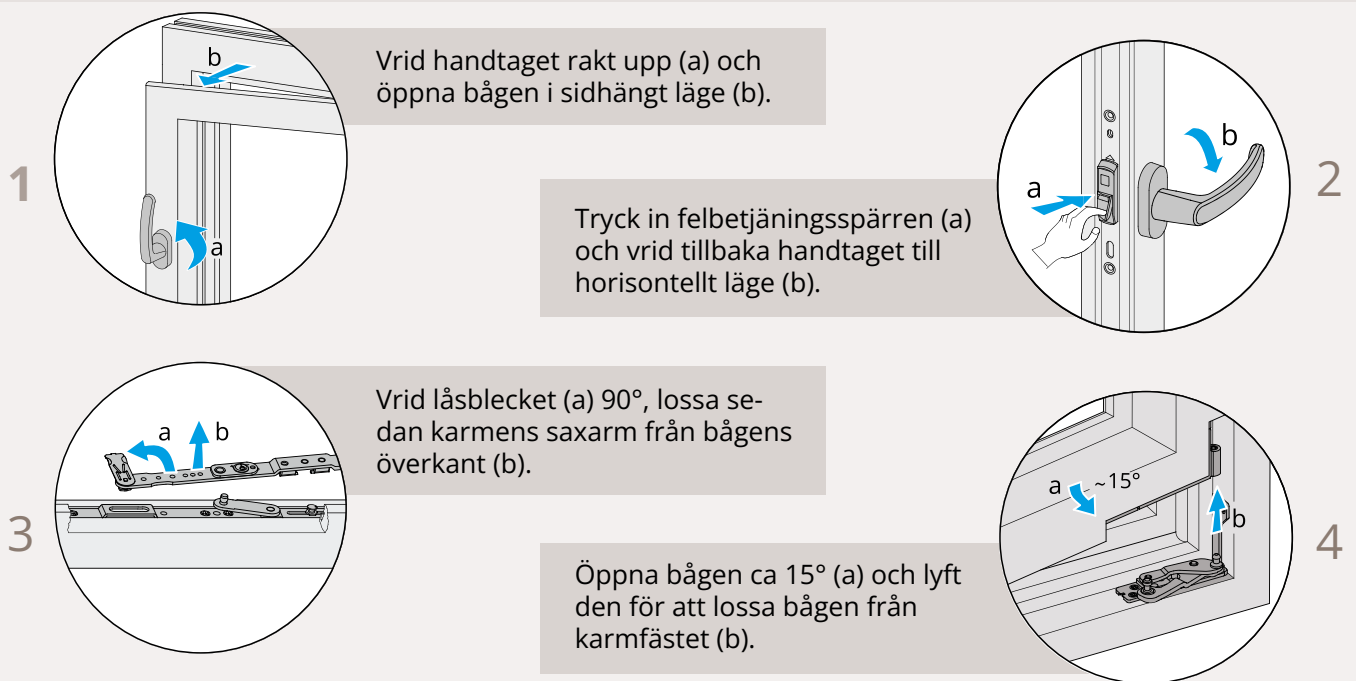 1
b
a
Vrid handtaget rakt upp (a) och
öppna bågen i sidhängt läge (b).
2
a
b
Tryck in felbetjäningsspärren (a)
och vrid tillbaka handtaget till
horisontellt läge (b).
3
a b
Vrid låsblecket (a) 90°, lossa se-
dan karmens saxarm från bågens
överkant (b).
4
a ~15°
b
Öppna bågen ca 15° (a) och lyft
den för att lossa bågen från
karmfästet (b).